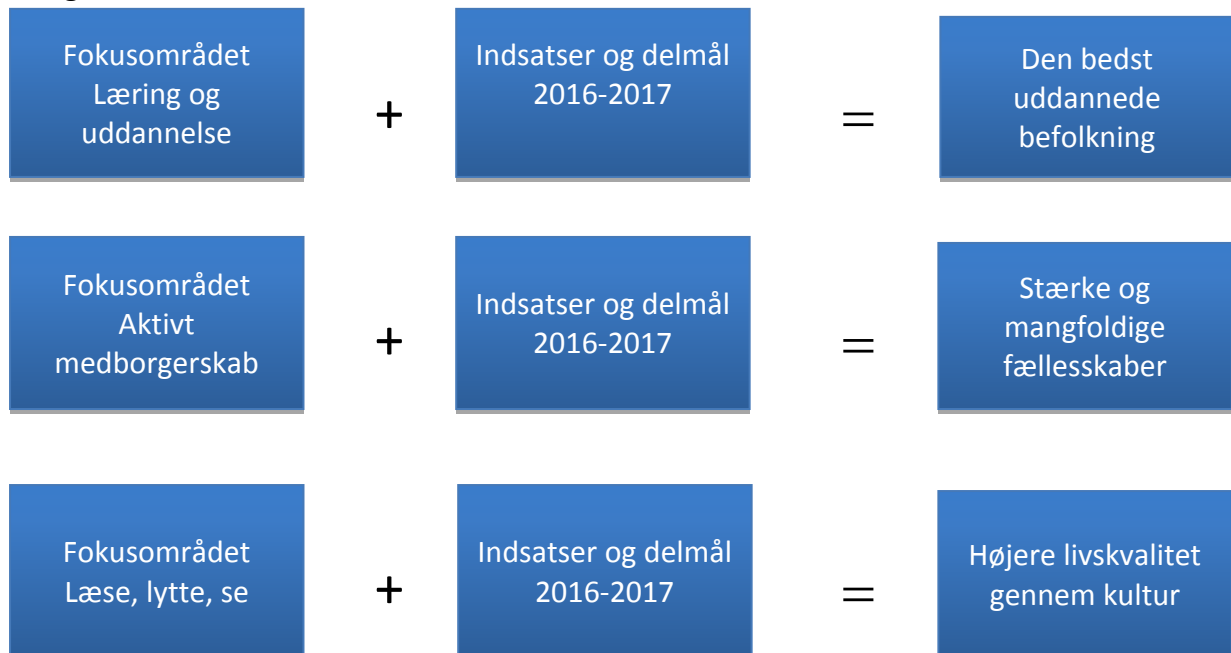 Fokusområdet
Læring og
uddannelse
+
Indsatser og delmål
2016-2017
=
Den bedst
uddannede
befolkning
Fokusområdet
Aktivt
medborgerskab
+
Indsatser og delmål
2016-2017
=
Stærke og
mangfoldige
fællesskaber
Fokusområdet
Læse, lytte, se
+
Indsatser og delmål
2016-2017
=
Højere livskvalitet
gennem kultur